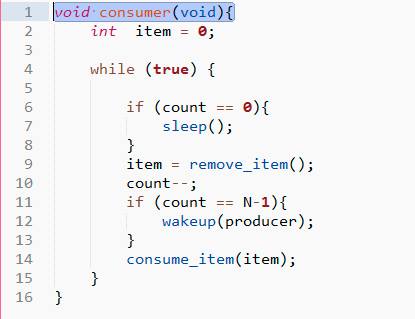 1 void consumer(void){
2 int item = 0;
3
4 while (true) {
5
6 if (count == 0){
7 sleep();
8 }
9 item = remove_item();
10 count--;
11 if (count == N-1){
12 wakeup(producer);
13 }
14 consume_item(item);
15 }
16 }